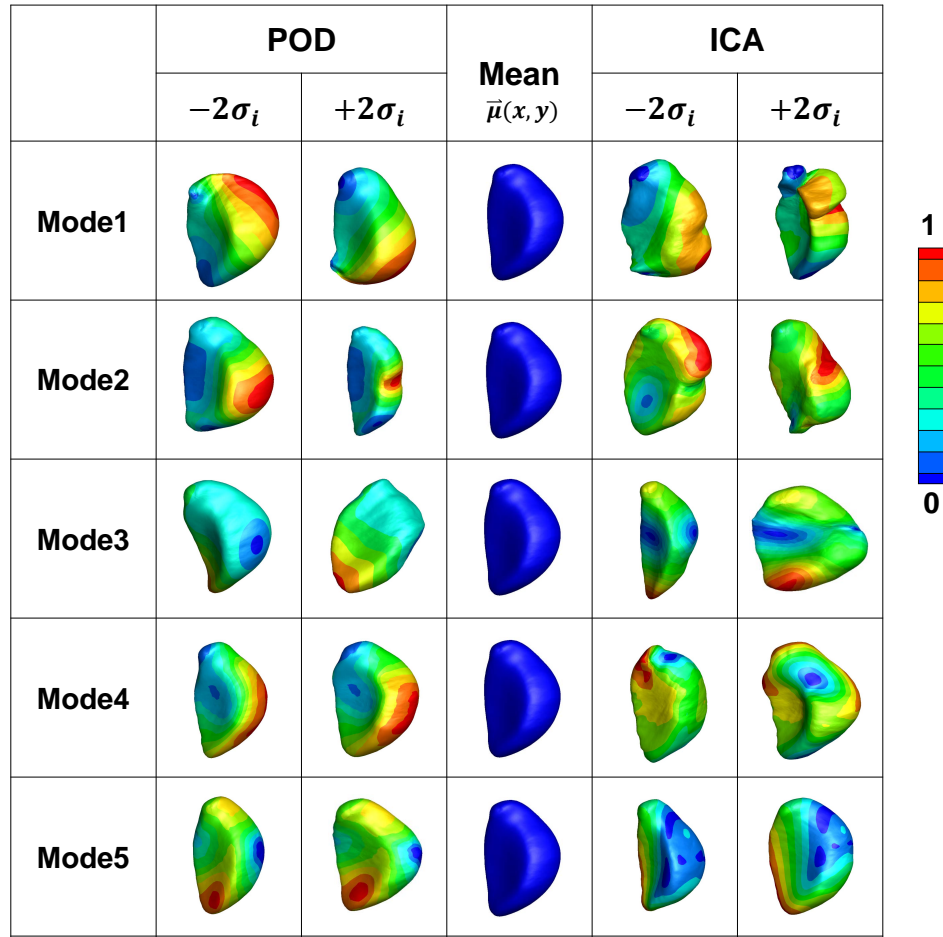 POD
Mean
ICA
−2σᵢ
+2σᵢ
μ⃗(x, y)
−2σᵢ
+2σᵢ
Mode1
Mode2
Mode3
Mode4
Mode5
1
0